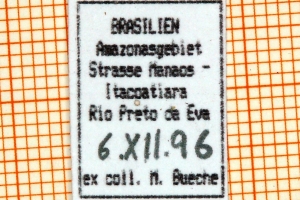 BRASILIEN
Amazonasgebiet
Strasse Manaos -
Itacoatiara
Rio Preto da Eva
6.XII.96
ex coll. M. Bueche